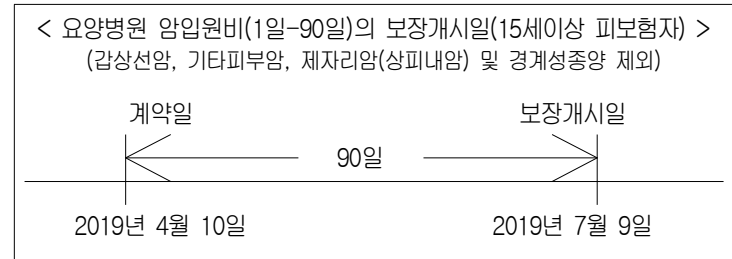 < 요양병원 암입원비(1일-90일)의 보장개시일(15세이상 피보험자) >
(갑상선암, 기타피부암, 제자리암(상피내암) 및 경계성종양 제외)
계약일 보장개시일
90일
2019년 4월 10일 2019년 7월 9일